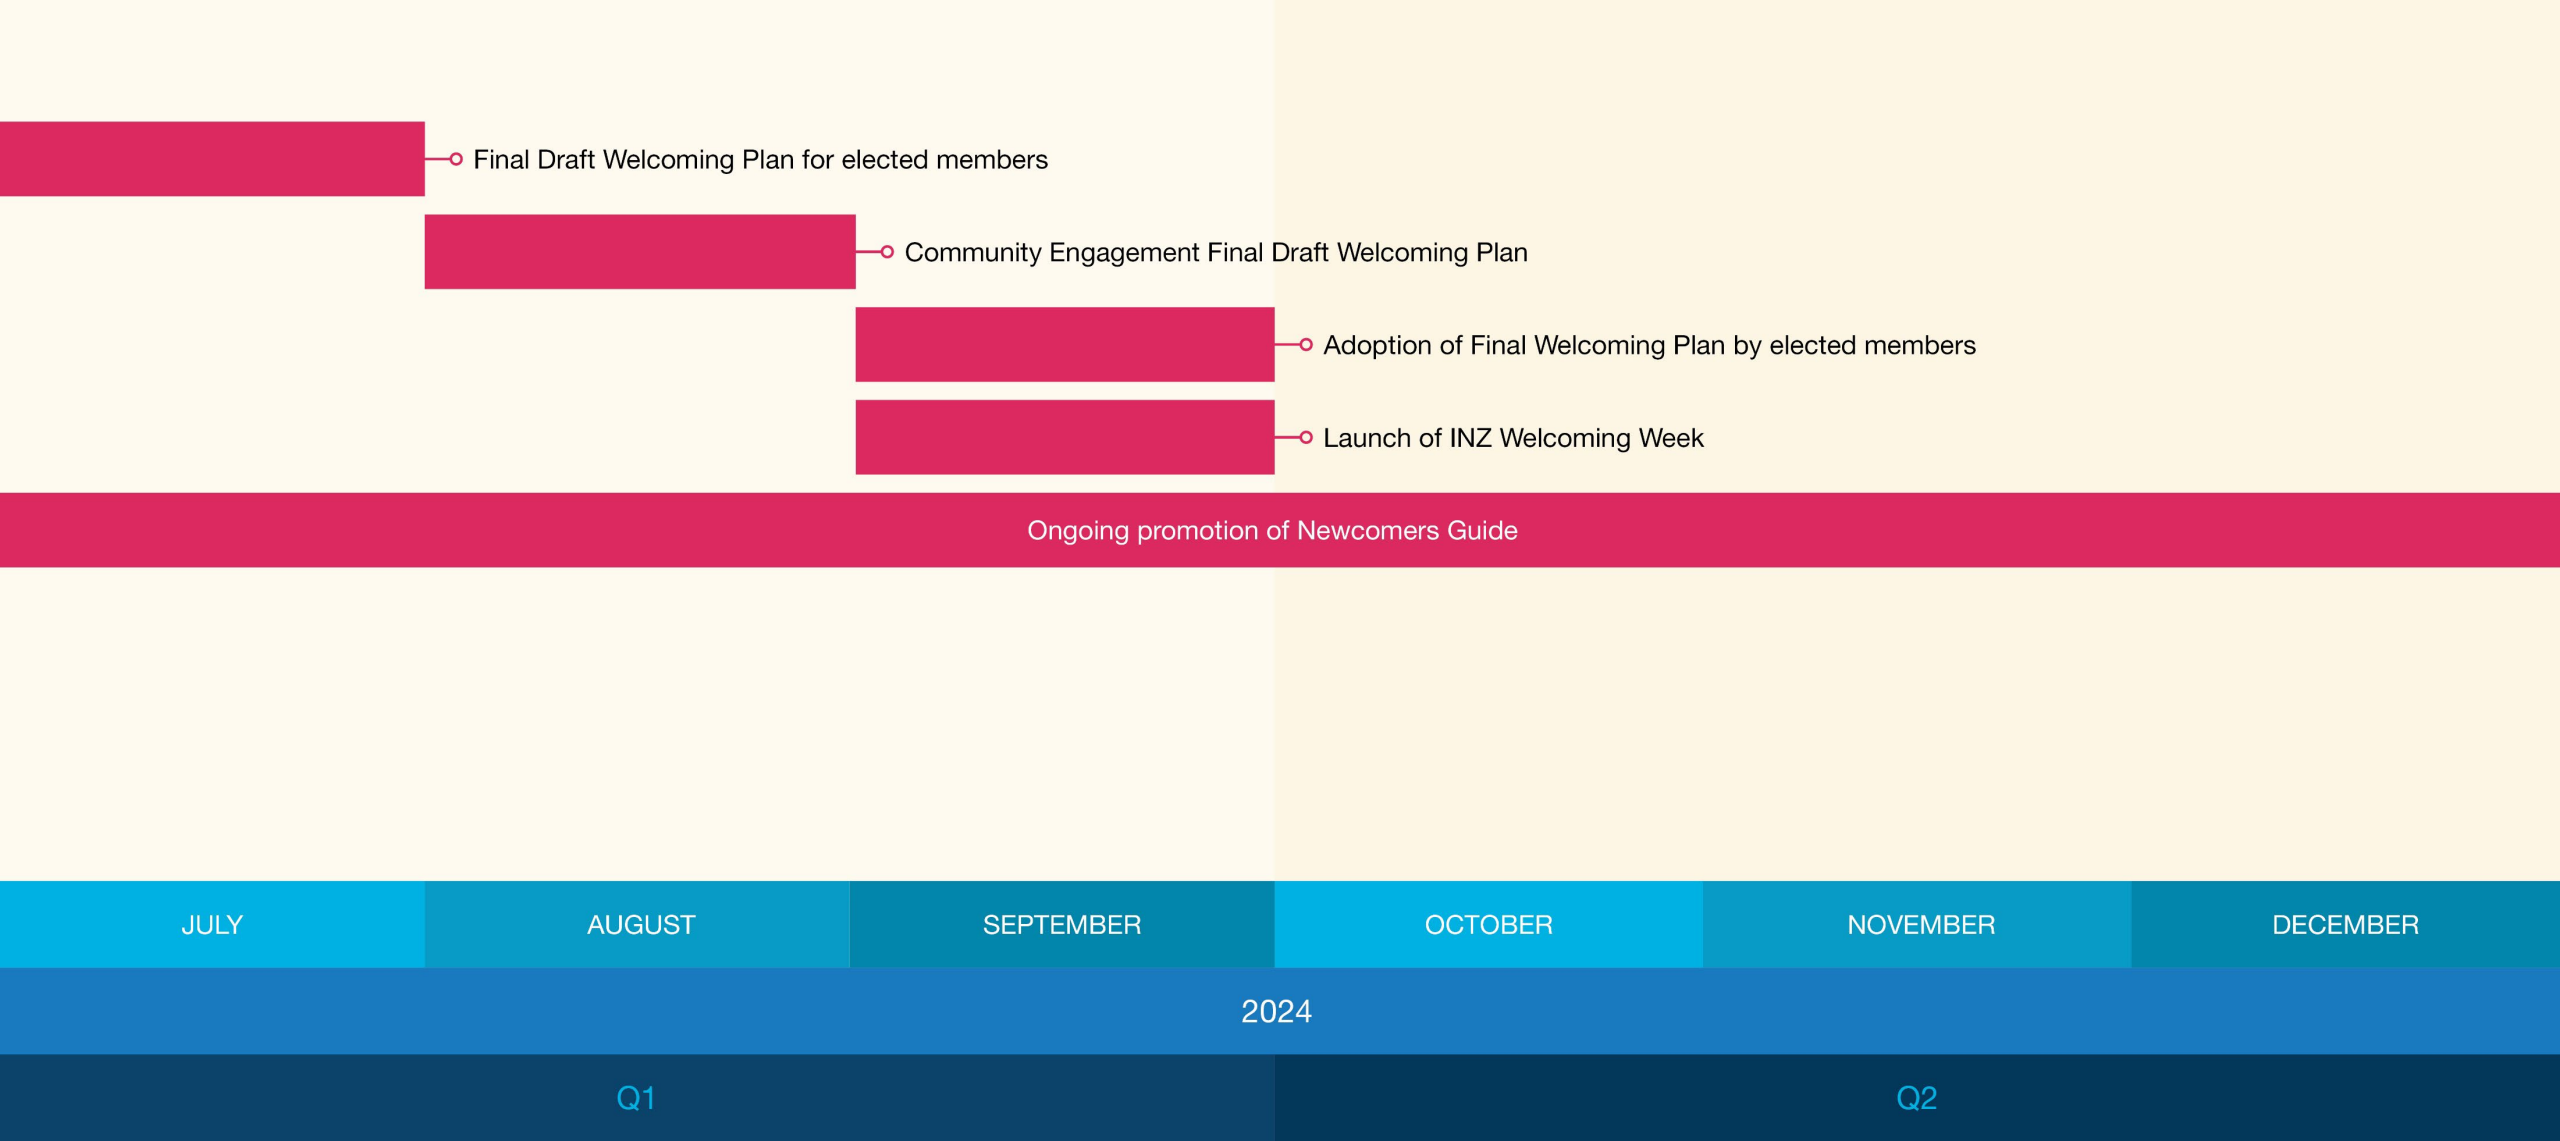 Final Draft Welcoming Plan for elected members
Community Engagement Final Draft Welcoming Plan
Adoption of Final Welcoming Plan by elected members
Launch of INZ Welcoming Week
Ongoing promotion of Newcomers Guide
JULY
AUGUST
SEPTEMBER
OCTOBER
NOVEMBER
DECEMBER
2024
Q1
Q2